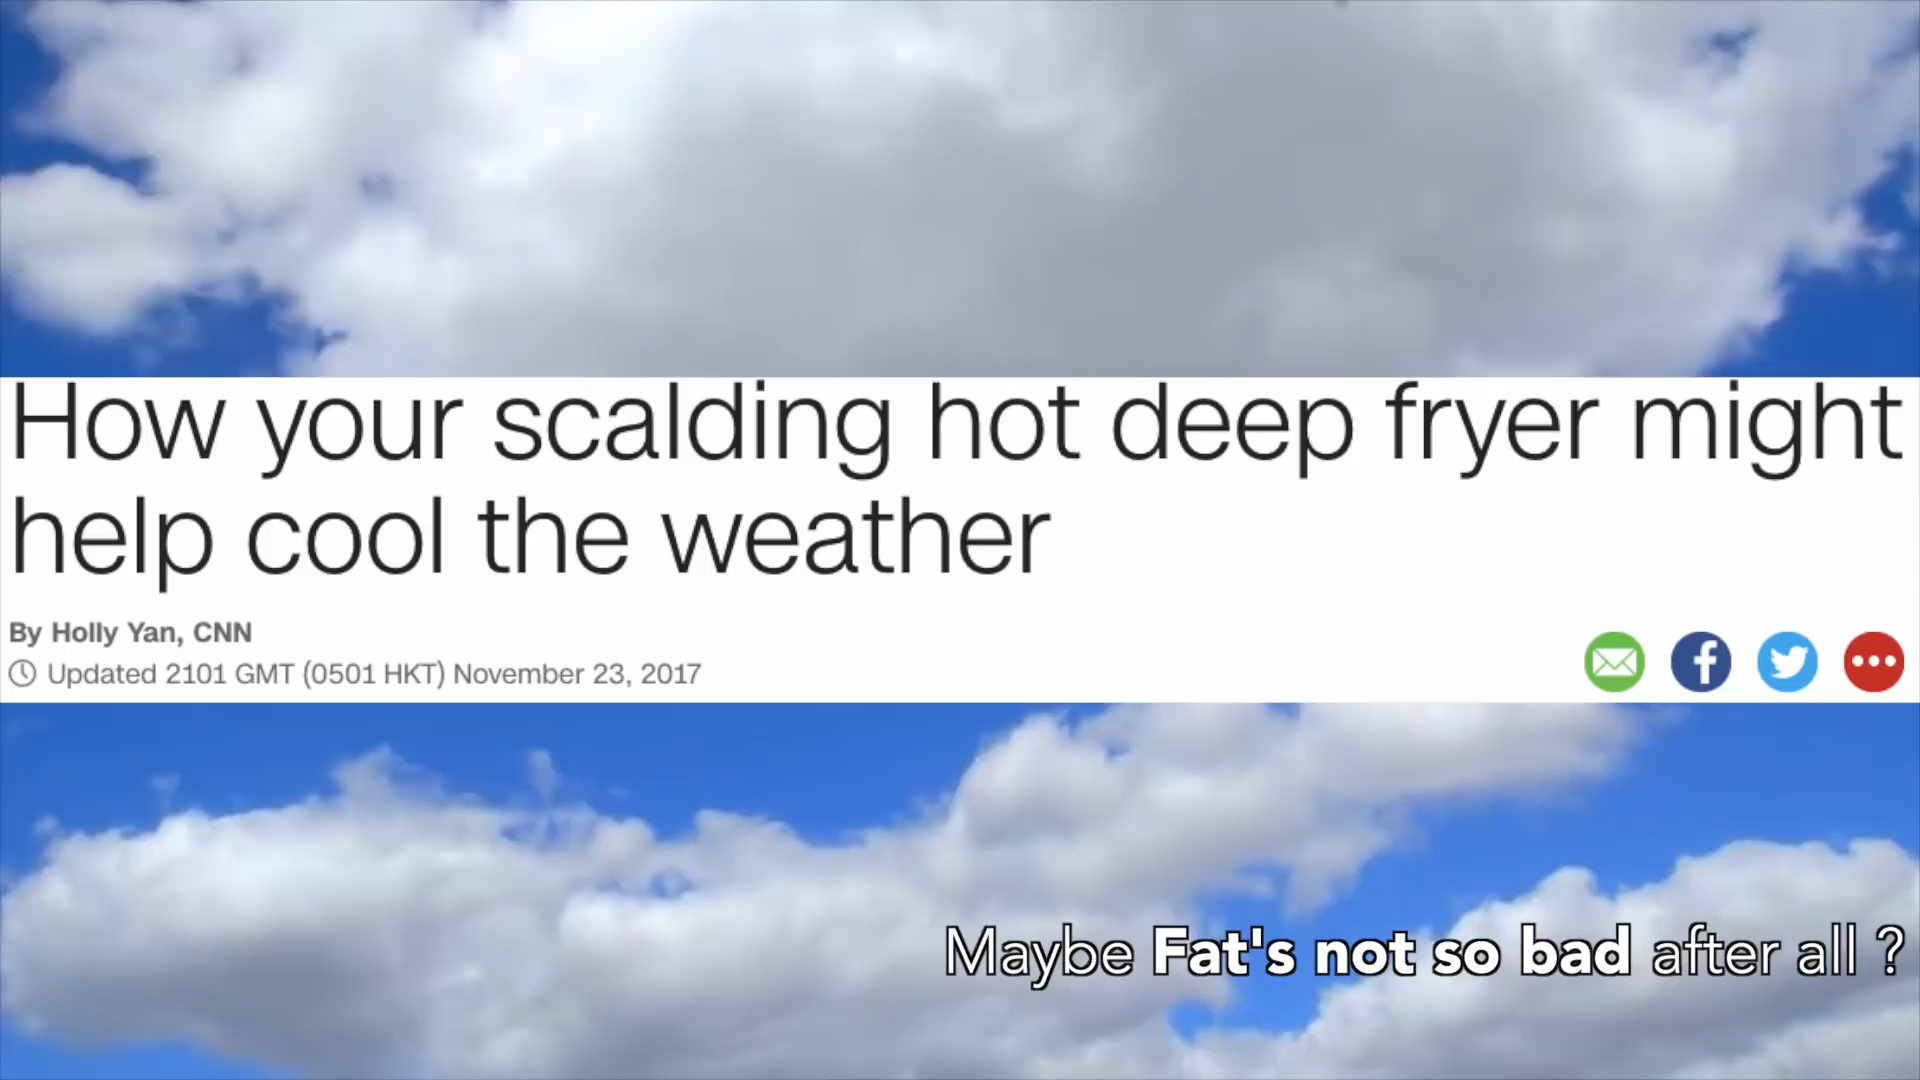 How your scalding hot deep fryer might
help cool the weather
By Holly Yan, CNN
Updated 2101 GMT (0501 HKT) November 23, 2017
Maybe Fat's not so bad after all ?